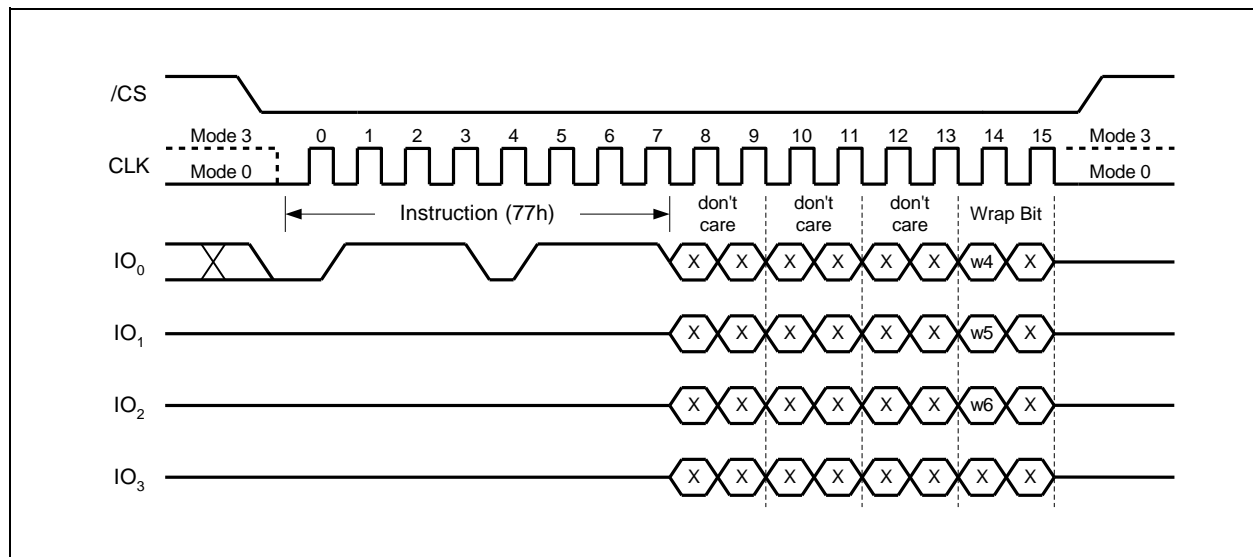 /CS
Mode 3 0 1 2 3 4 5 6 7 8 9 10 11 12 13 14 15 Mode 3
CLK Mode 0 Mode 0
Instruction (77h) don't care don't care don't care Wrap Bit
IO0 X X X X X X w4 X
IO1 X X X X X X w5 X
IO2 X X X X X X w6 X
IO3 X X X X X X X X